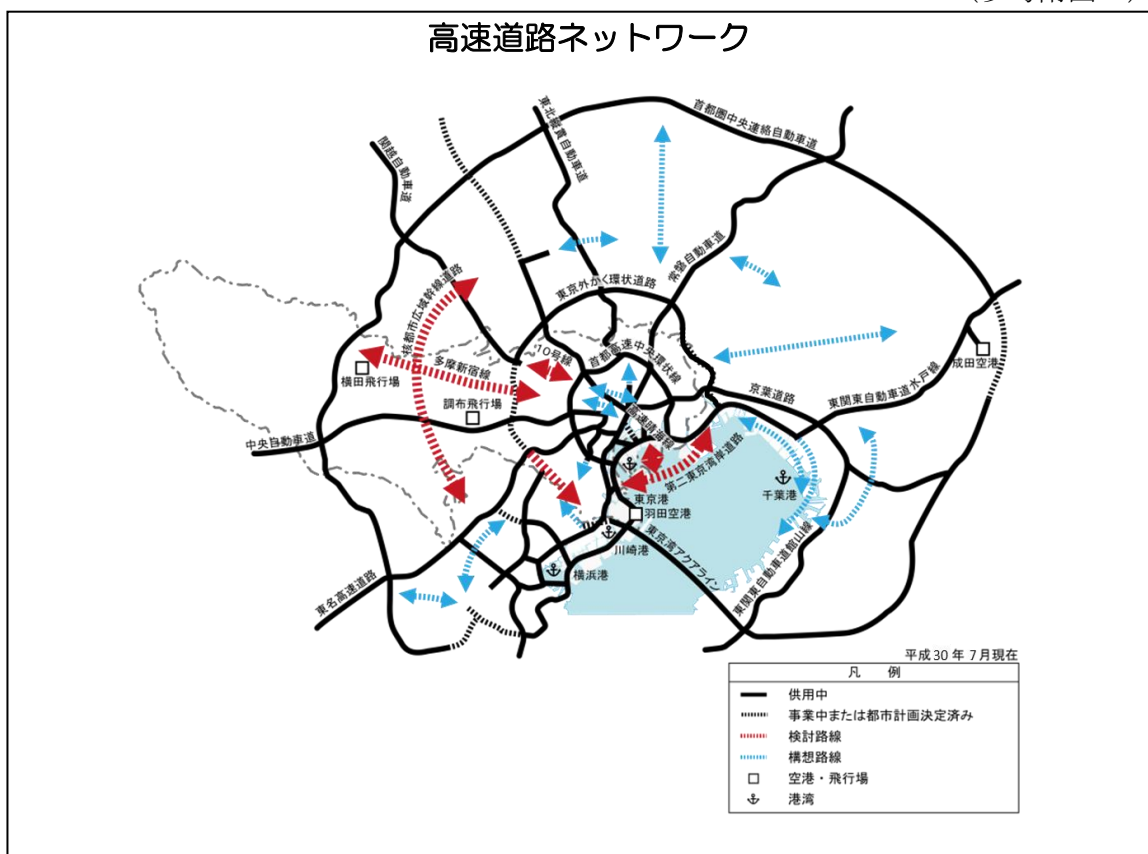 高速道路ネットワーク
首都圏中央連絡自動車道
東北縦貫自動車道
関越自動車道
常磐自動車道
東京外かく環状道路
核都市広域幹線道路
10号線
首都高速中央環状線
多摩新宿線
横田飛行場
調布飛行場
中央自動車道
高速晴海線
京葉道路
東関東自動車道水戸線
成田空港
第二東京湾岸道路
千葉港
東京港
羽田空港
川崎港
東京湾アクアライン
横浜港
東名高速道路
東関東自動車道館山線
平成30年7月現在
凡 例
供用中
事業中または都市計画決定済み
検討路線
構想路線
空港・飛行場
港湾